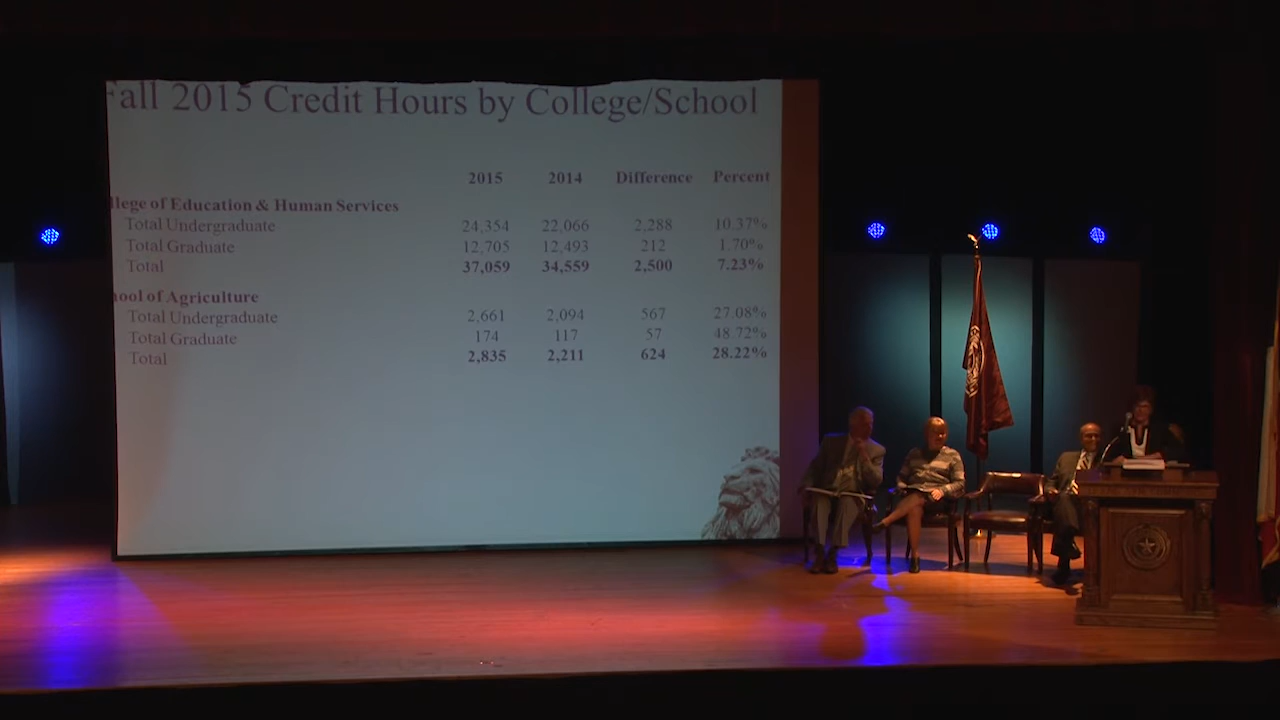 Fall 2015 Credit Hours by College/School
2015 2014 Difference Percent
llege of Education & Human Services
Total Undergraduate 24,354 22,066 2,288 10.37%
Total Graduate 12,705 12,493 212 1.70%
Total 37,059 34,559 2,500 7.23%
hool of Agriculture
Total Undergraduate 2,661 2,094 567 27.08%
Total Graduate 174 117 57 48.72%
Total 2,835 2,211 624 28.22%